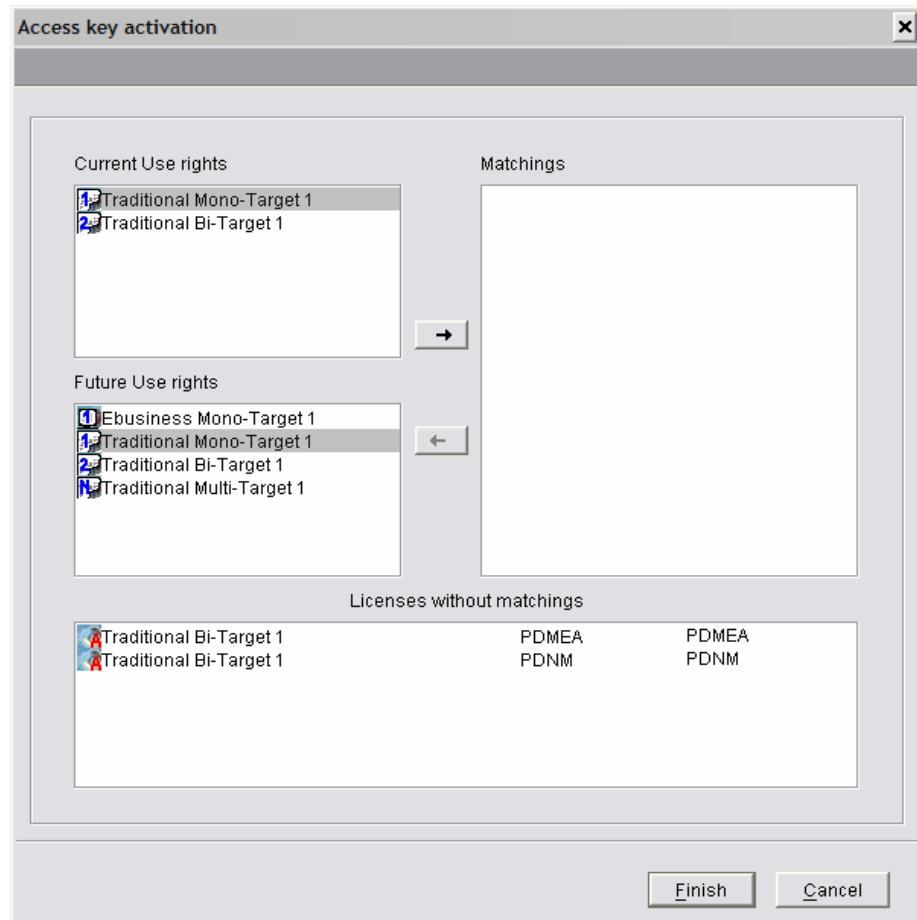 Access key activation
Current Use rights
Traditional Mono-Target 1
Traditional Bi-Target 1
Matchings
Future Use rights
Ebusiness Mono-Target 1
Traditional Mono-Target 1
Traditional Bi-Target 1
Traditional Multi-Target 1
Licenses without matchings
Traditional Bi-Target 1 PDMEA PDMEA
Traditional Bi-Target 1 PDNM PDNM
Finish Cancel